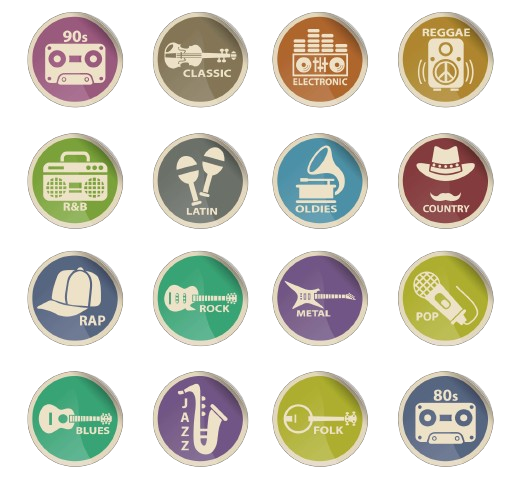 90s
CLASSIC
ELECTRONIC
REGGAE
R&B
LATIN
OLDIES
COUNTRY
RAP
ROCK
METAL
POP
BLUES
JAZZ
FOLK
80s